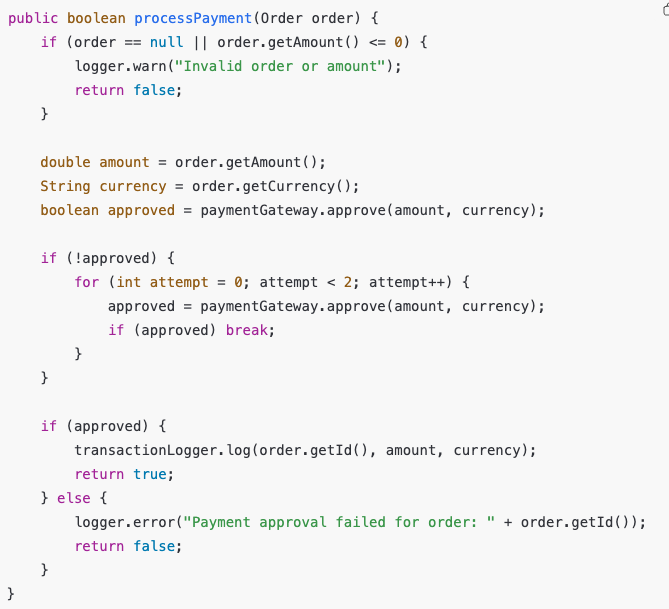 public boolean processPayment(Order order) {
    if (order == null || order.getAmount() <= 0) {
        logger.warn("Invalid order or amount");
        return false;
    }

    double amount = order.getAmount();
    String currency = order.getCurrency();
    boolean approved = paymentGateway.approve(amount, currency);

    if (!approved) {
        for (int attempt = 0; attempt < 2; attempt++) {
            approved = paymentGateway.approve(amount, currency);
            if (approved) break;
        }
    }

    if (approved) {
        transactionLogger.log(order.getId(), amount, currency);
        return true;
    } else {
        logger.error("Payment approval failed for order: " + order.getId());
        return false;
    }
}